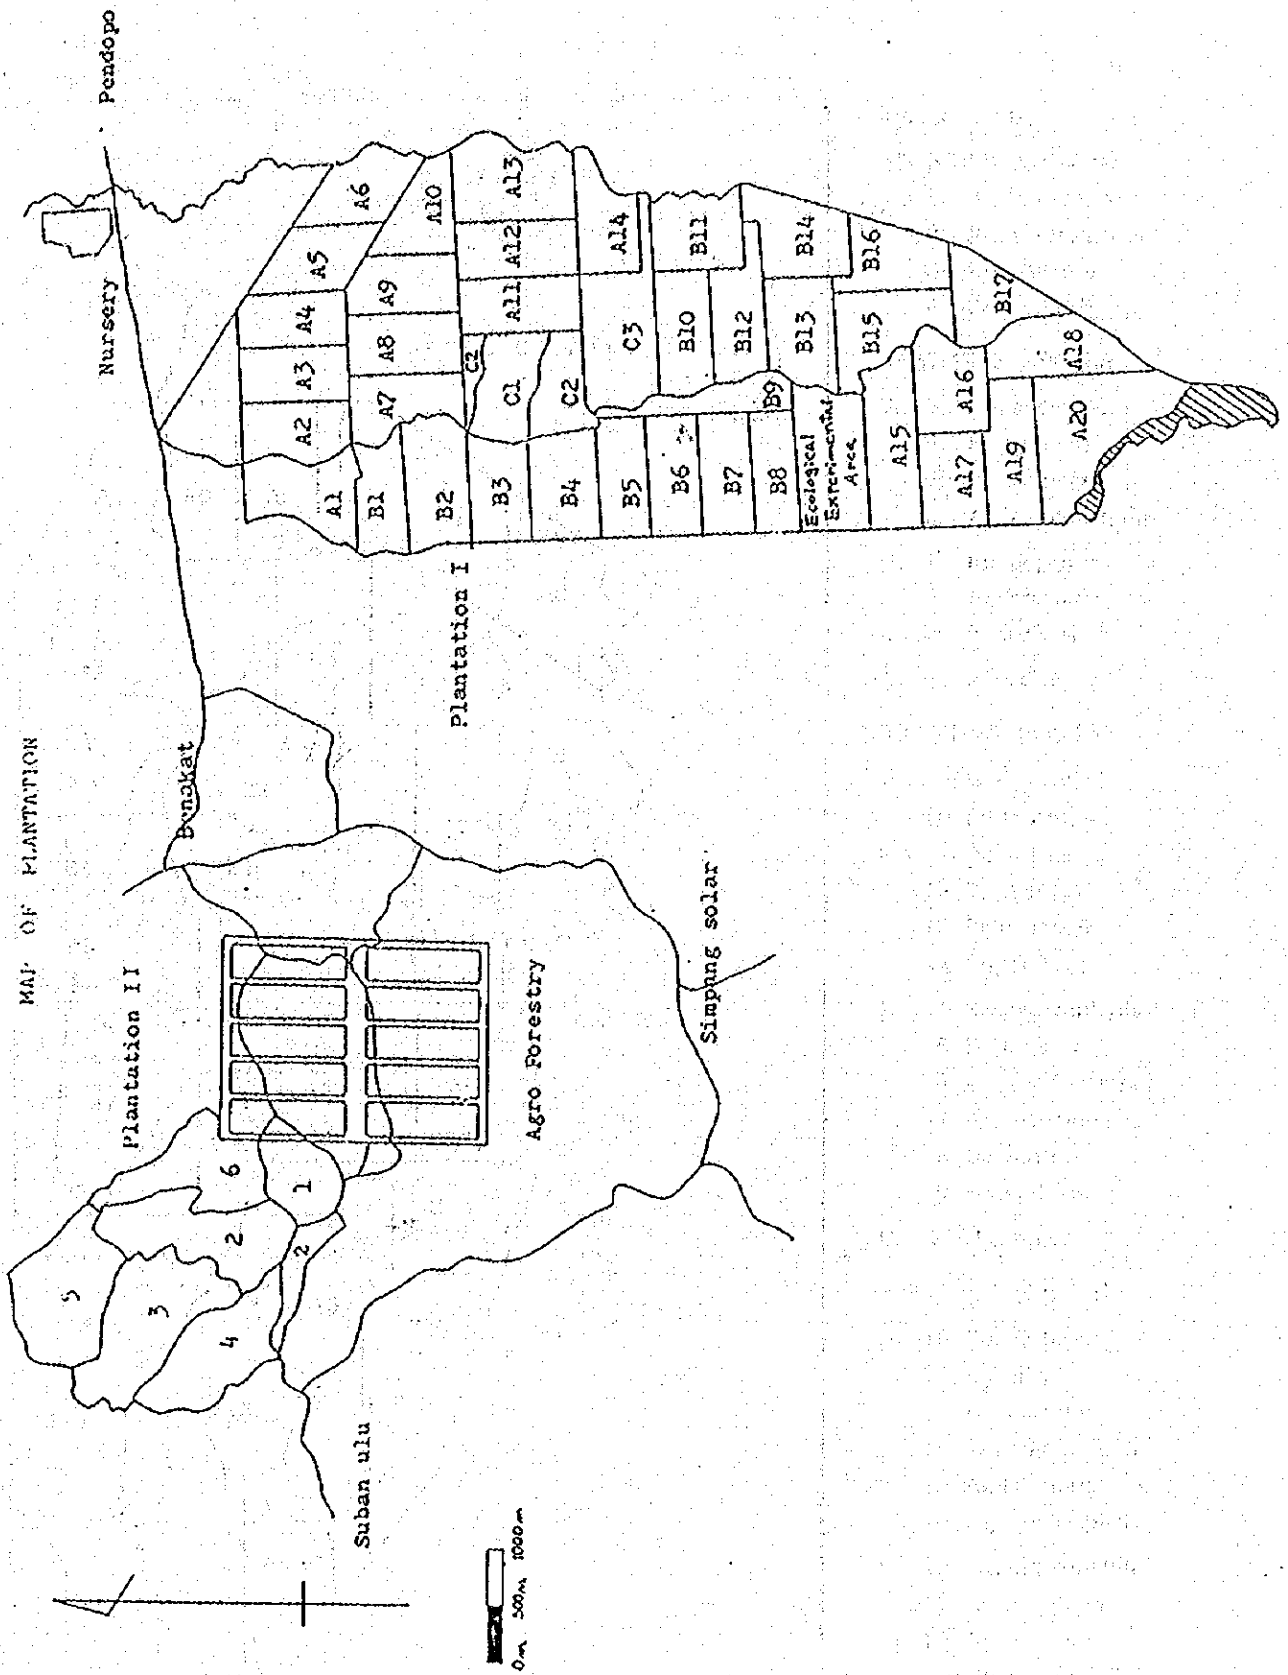 MAP OF PLANTATION
Pendopo
Nursery
Benakat
Plantation II
Plantation I
Agro Forestry
Simpang solar
Suban ulu
5
3
4
2
2
6
1
A1
A2
A3
A4
A5
A6
A7
A8
A9
A10
B1
B2
B3
C2
C1
A11
A12
A13
B4
C2
C3
A14
B5
B6
B7
B8
B9
B10
B11
B12
B13
B14
Ecological
Experimental
Area
B15
B16
B17
A15
A16
A17
A18
A19
A20
0m 500m 1000m